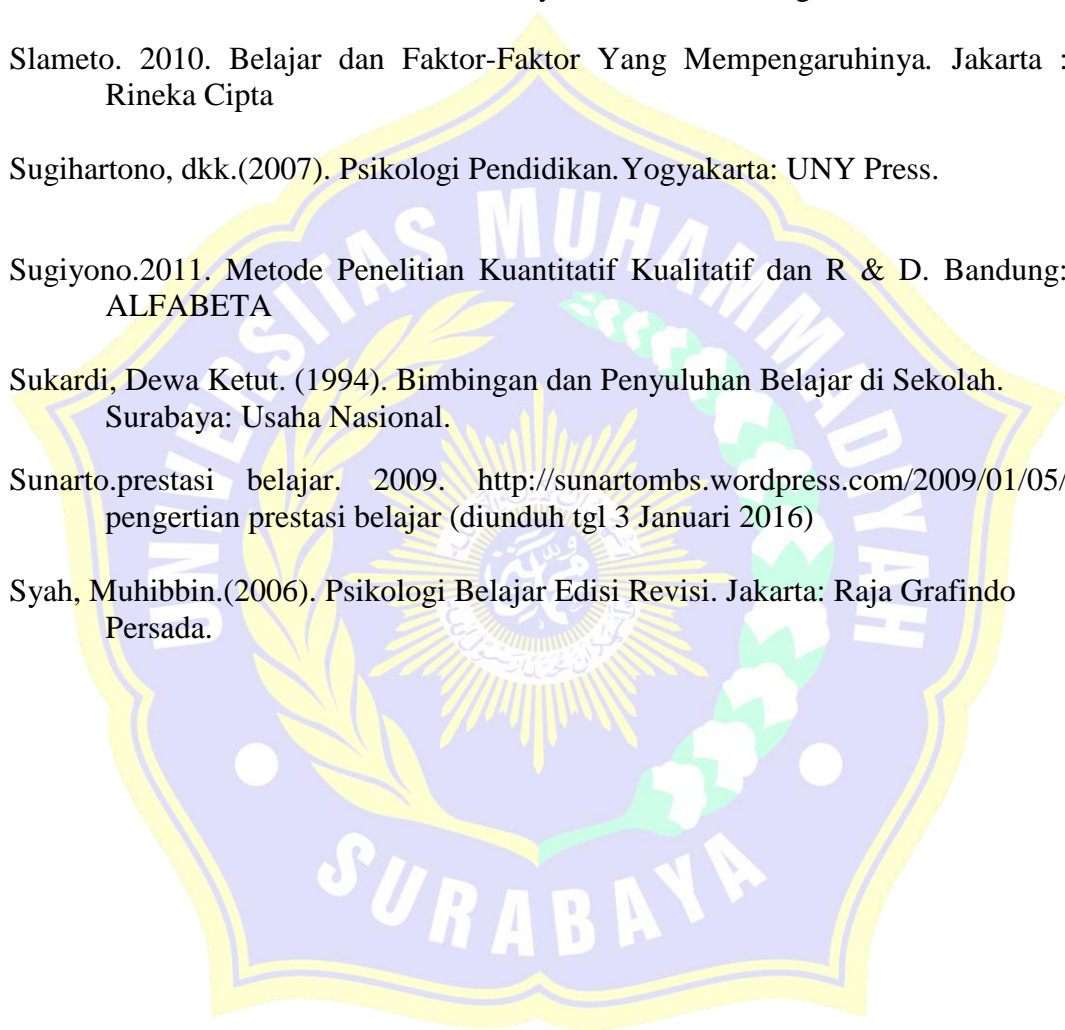 Slameto. 2010. Belajar dan Faktor-Faktor Yang Mempengaruhinya. Jakarta :
Rineka Cipta
Sugihartono, dkk.(2007). Psikologi Pendidikan.Yogyakarta: UNY Press.
Sugiyono.2011. Metode Penelitian Kuantitatif Kualitatif dan R & D. Bandung:
ALFABETA
Sukardi, Dewa Ketut. (1994). Bimbingan dan Penyuluhan Belajar di Sekolah.
Surabaya: Usaha Nasional.
Sunarto.prestasi belajar. 2009. http://sunartombs.wordpress.com/2009/01/05/
pengertian prestasi belajar (diunduh tgl 3 Januari 2016)
Syah, Muhibbin.(2006). Psikologi Belajar Edisi Revisi. Jakarta: Raja Grafindo
Persada.
UNIVERSITAS MUHAMMADIYAH
SURABAYA